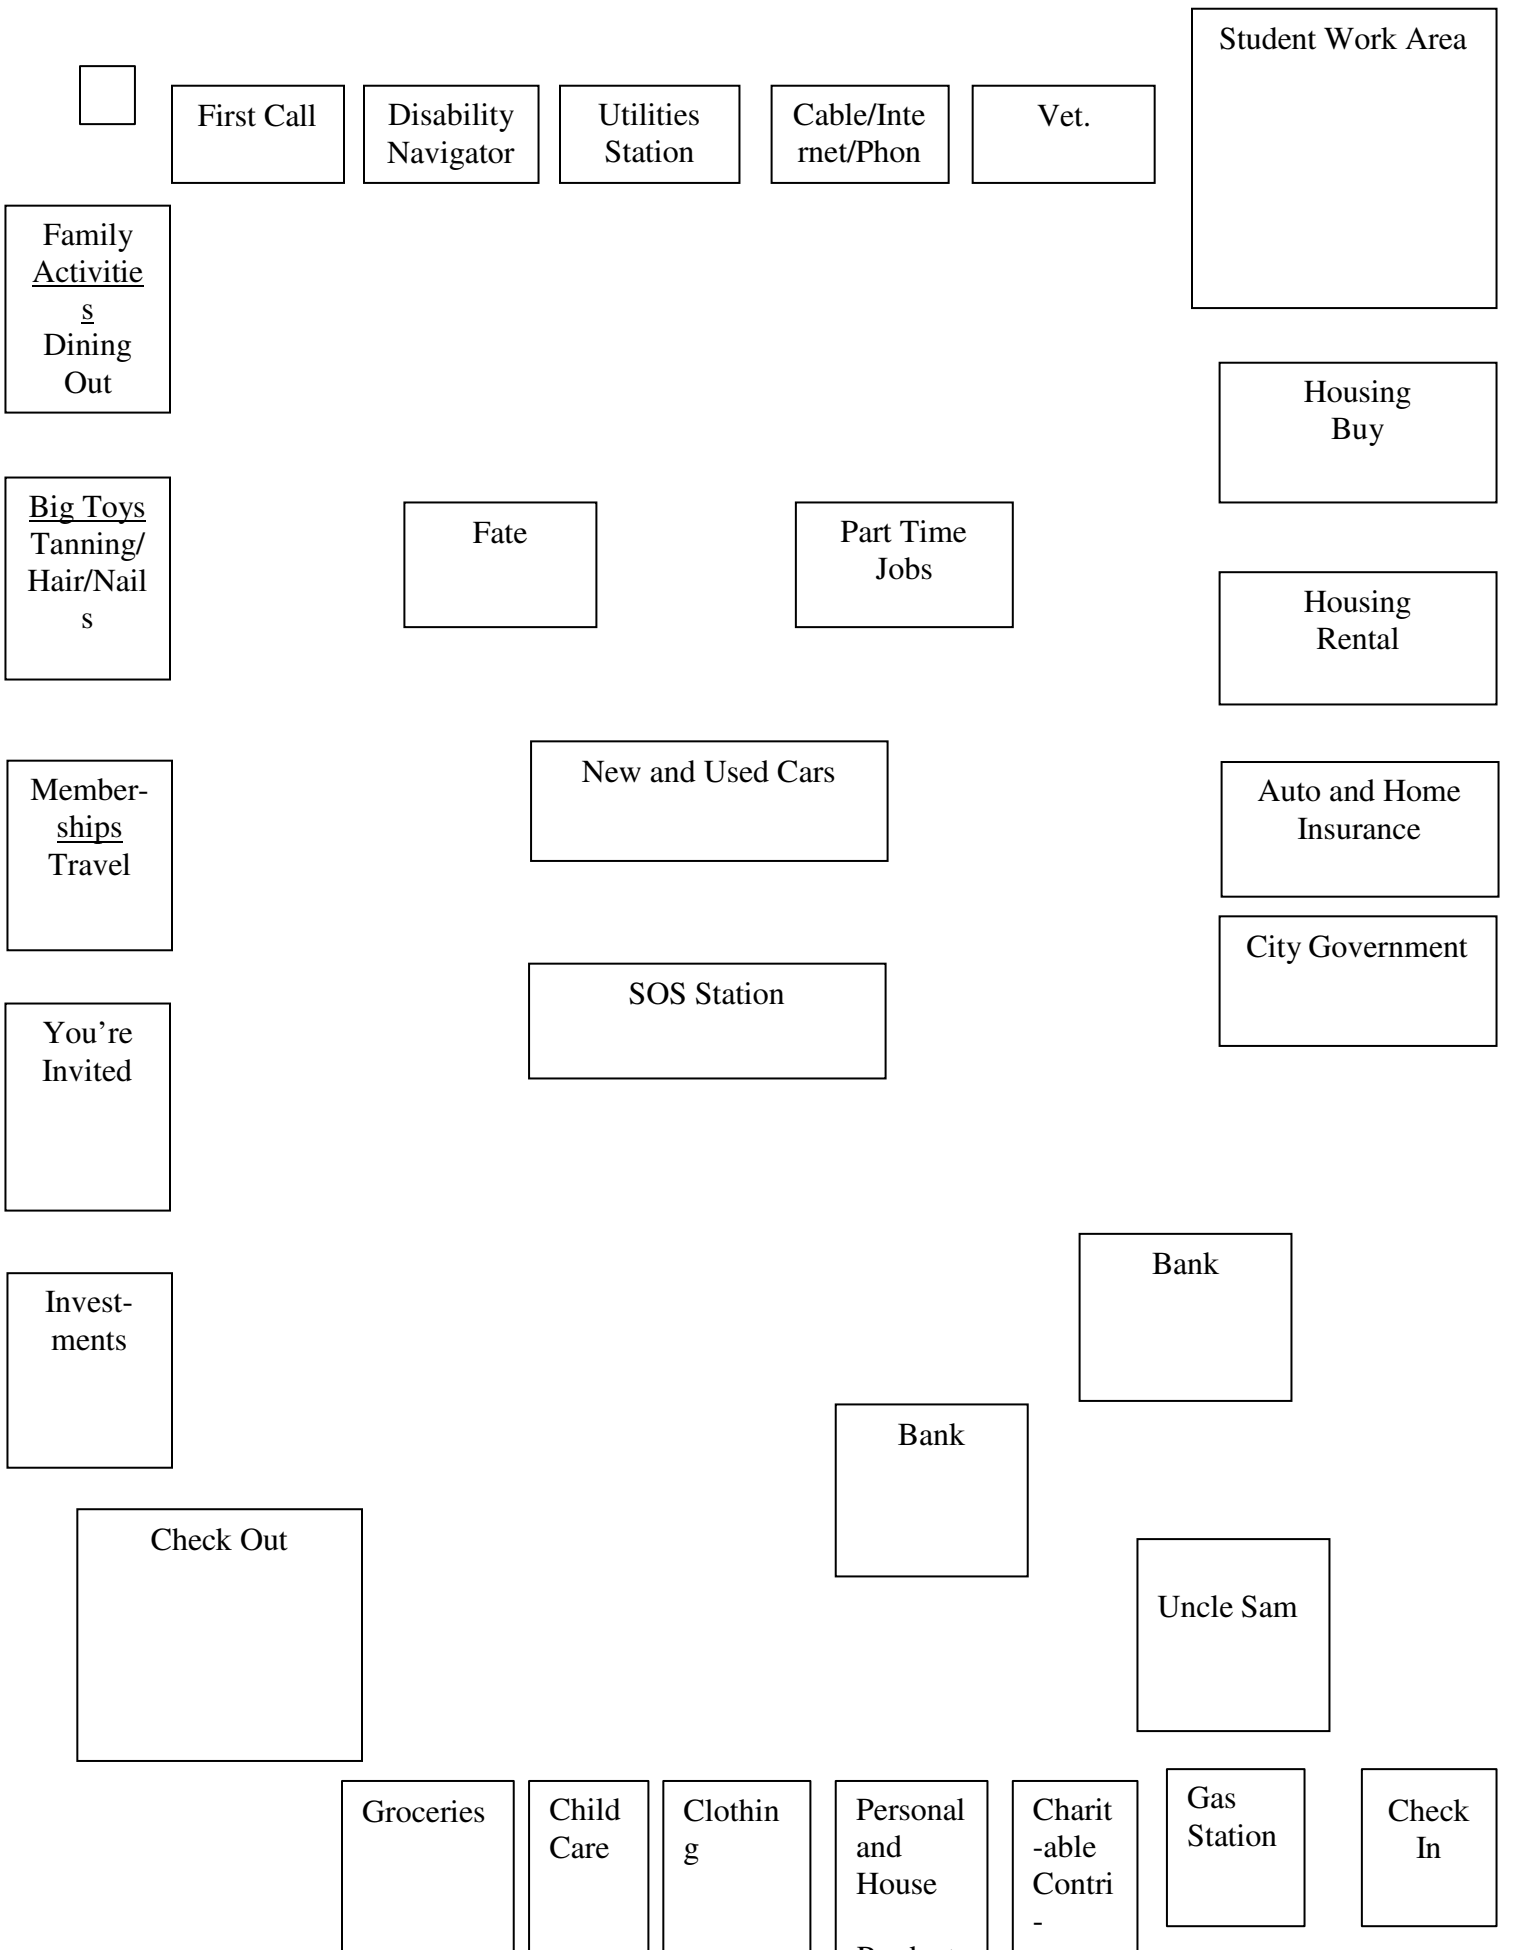 Student Work Area
First Call
Disability
Navigator
Utilities
Station
Cable/Inte
rnet/Phon
Vet.
Family
Activitie
s
Dining
Out
Housing
Buy
Big Toys
Tanning/
Hair/Nail
s
Fate
Part Time
Jobs
Housing
Rental
Member-
ships
Travel
New and Used Cars
Auto and Home
Insurance
City Government
SOS Station
You’re
Invited
Bank
Invest-
ments
Bank
Check Out
Uncle Sam
Groceries
Child
Care
Clothin
g
Personal
and
House
Charit
-able
Contri
-
Gas
Station
Check
In